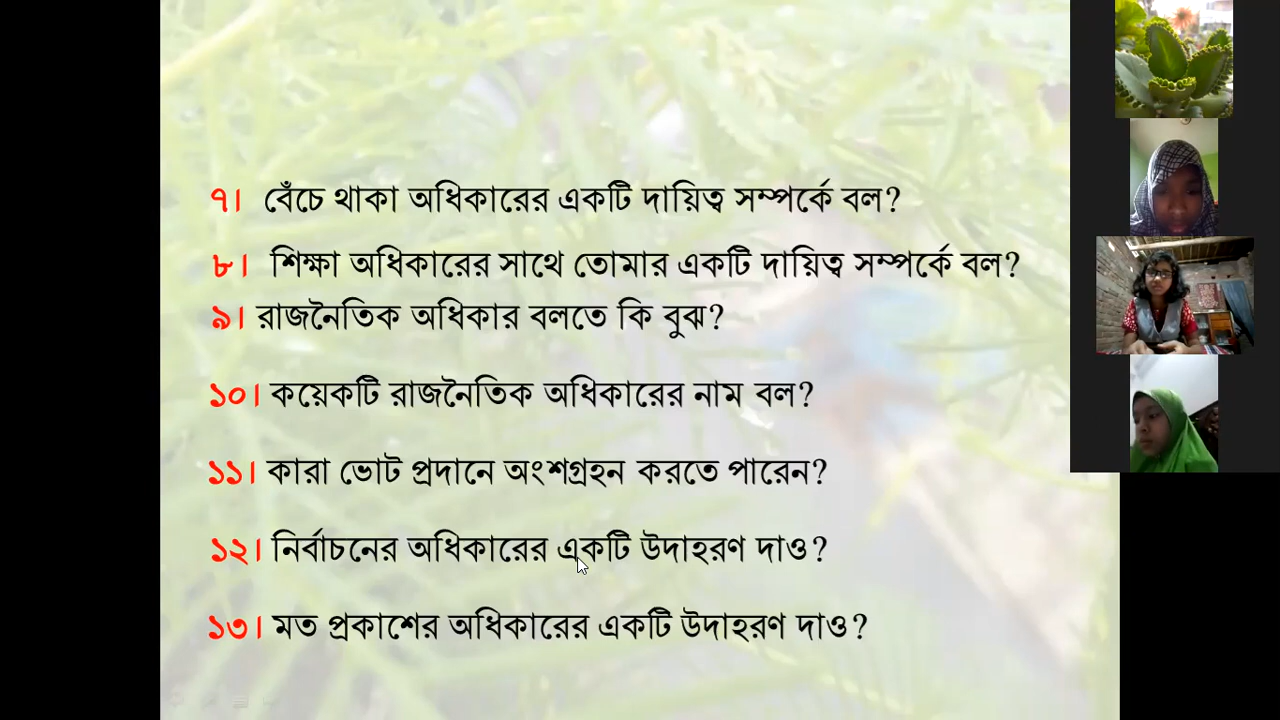 ৭। বেঁচে থাকা অধিকারের একটি দায়িত্ব সম্পর্কে বল?
৮। শিক্ষা অধিকারের সাথে তোমার একটি দায়িত্ব সম্পর্কে বল?
৯। রাজনৈতিক অধিকার বলতে কি বুঝ?
১০। কয়েকটি রাজনৈতিক অধিকারের নাম বল?
১১। কারা ভোট প্রদানে অংশগ্রহন করতে পারেন?
১২। নির্বাচনের অধিকারের একটি উদাহরণ দাও?
১৩। মত প্রকাশের অধিকারের একটি উদাহরণ দাও?